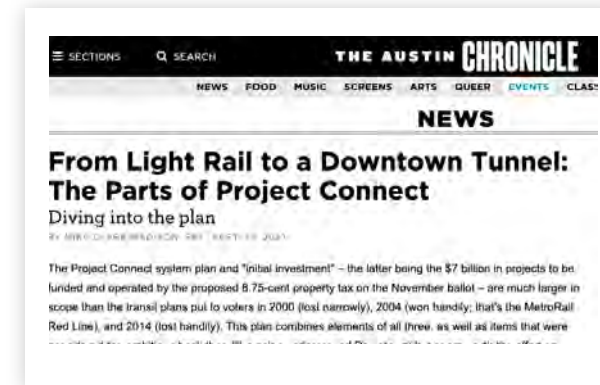 SECTIONS SEARCH THE AUSTIN CHRONICLE
NEWS FOOD MUSIC SCREENS ARTS QUEER EVENTS CLAS
NEWS
From Light Rail to a Downtown Tunnel:
The Parts of Project Connect
Diving into the plan
The Project Connect system plan and "initial investment" – the latter being the $7 billion in projects to be
funded and operated by the proposed 8.75-cent property tax on the November ballot – are much larger in
scope than the transit plans put to voters in 2000 (lost narrowly), 2004 (won handily; that's the MetroRail
Red Line), and 2014 (lost handily). This plan combines elements of all three, as well as items that were